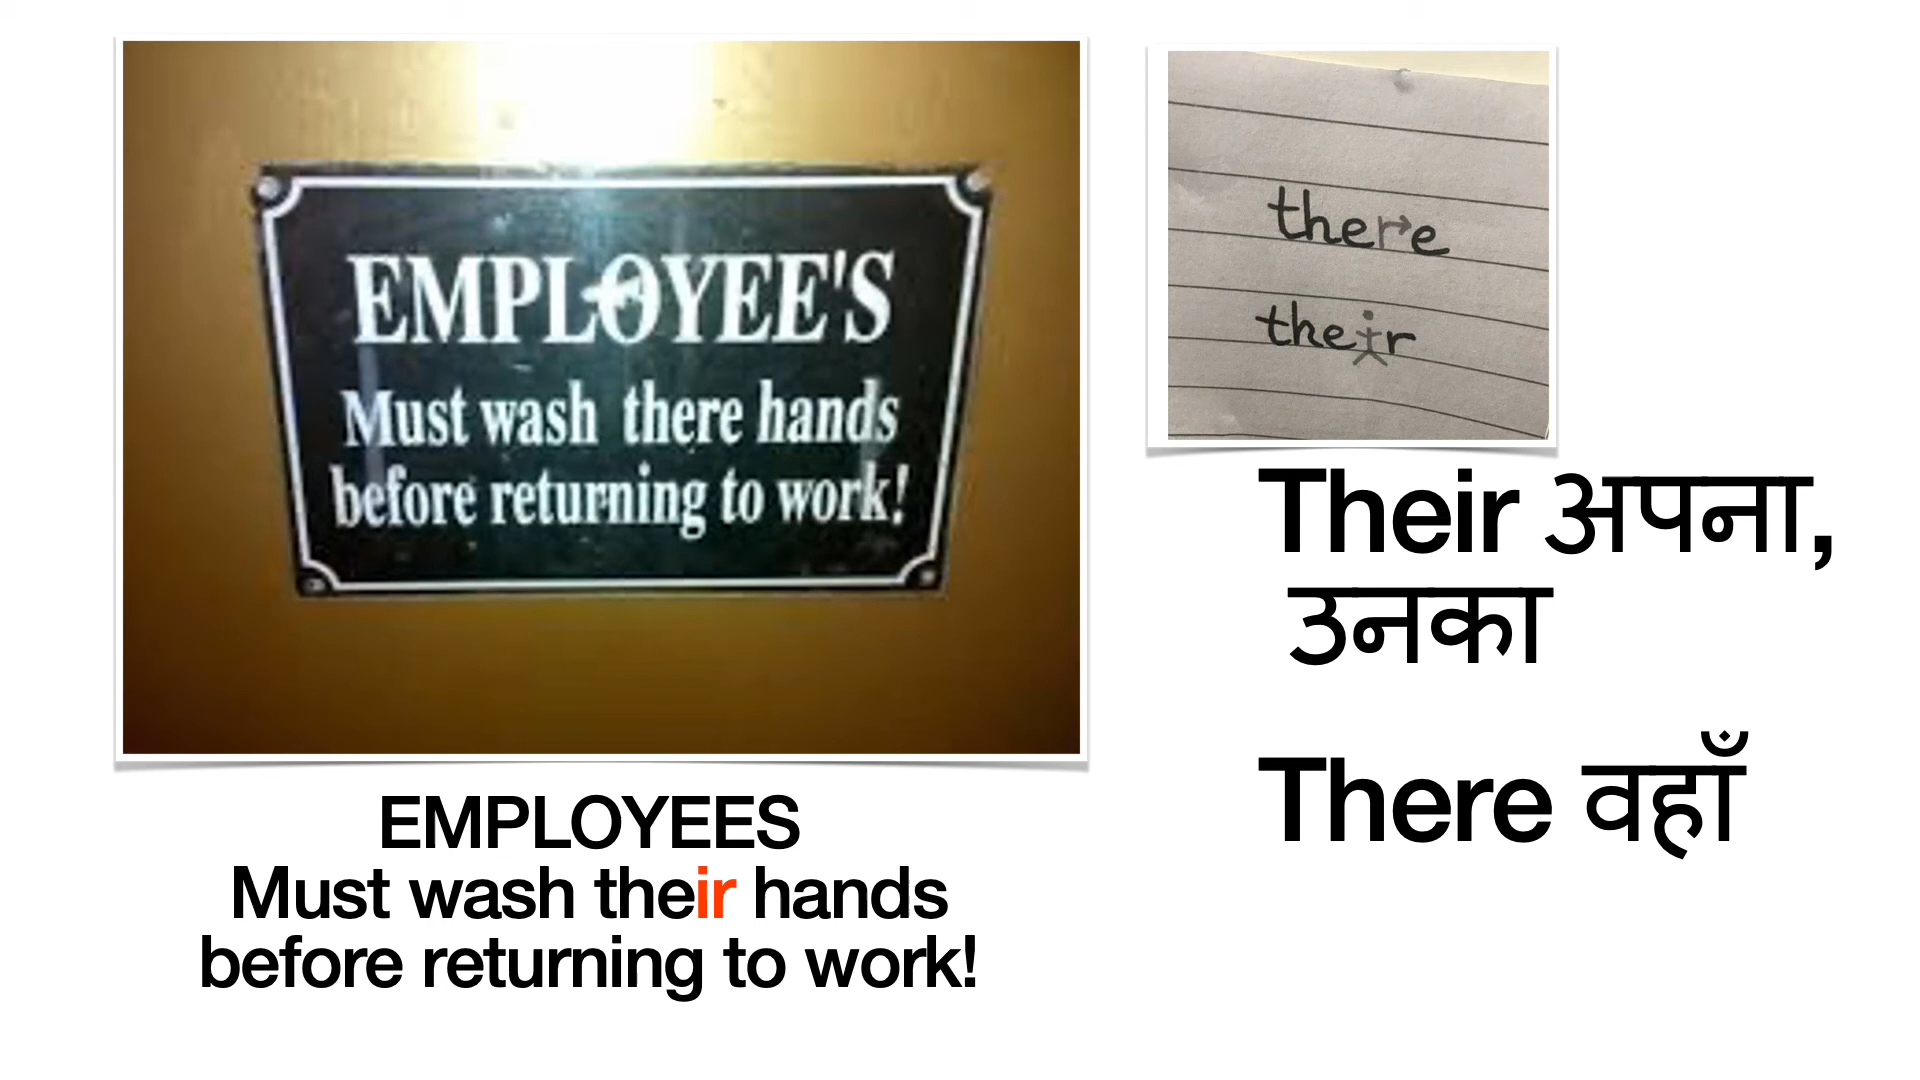 EMPLOYEE'S
Must wash there hands
before returning to work!
there
their
Their अपना,
उनका
There वहाँ
EMPLOYEES
Must wash their hands
before returning to work!